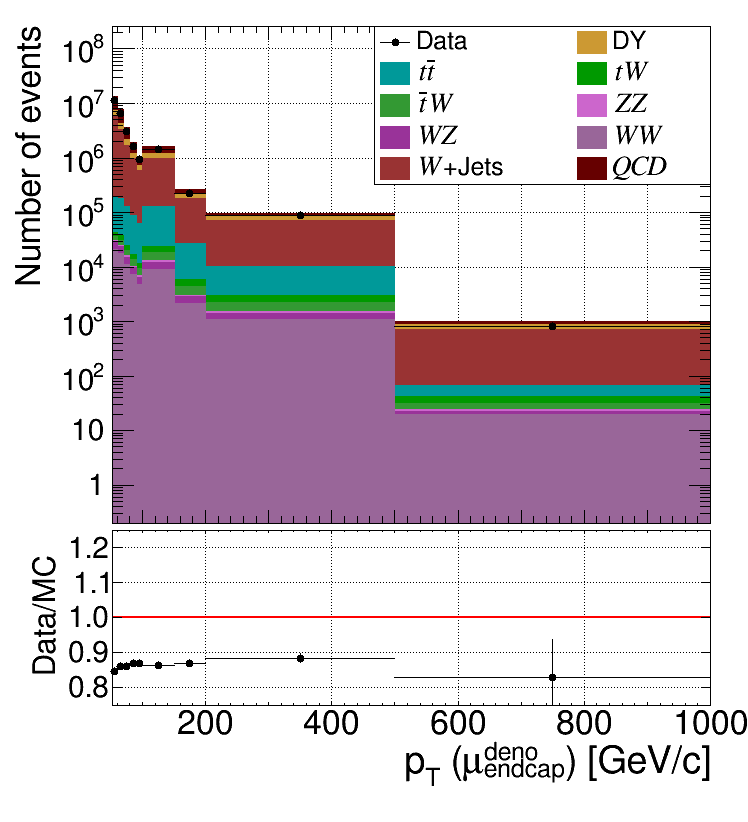 Number of events
10^8
10^7
10^6
10^5
10^4
10^3
10^2
10
1
Data DY
tt̄ tW
t̄W ZZ
WZ WW
W+Jets QCD
Data/MC
1.2
1.1
1.0
0.9
0.8
200 400 600 800 1000
p_T (μ^deno_endcap) [GeV/c]